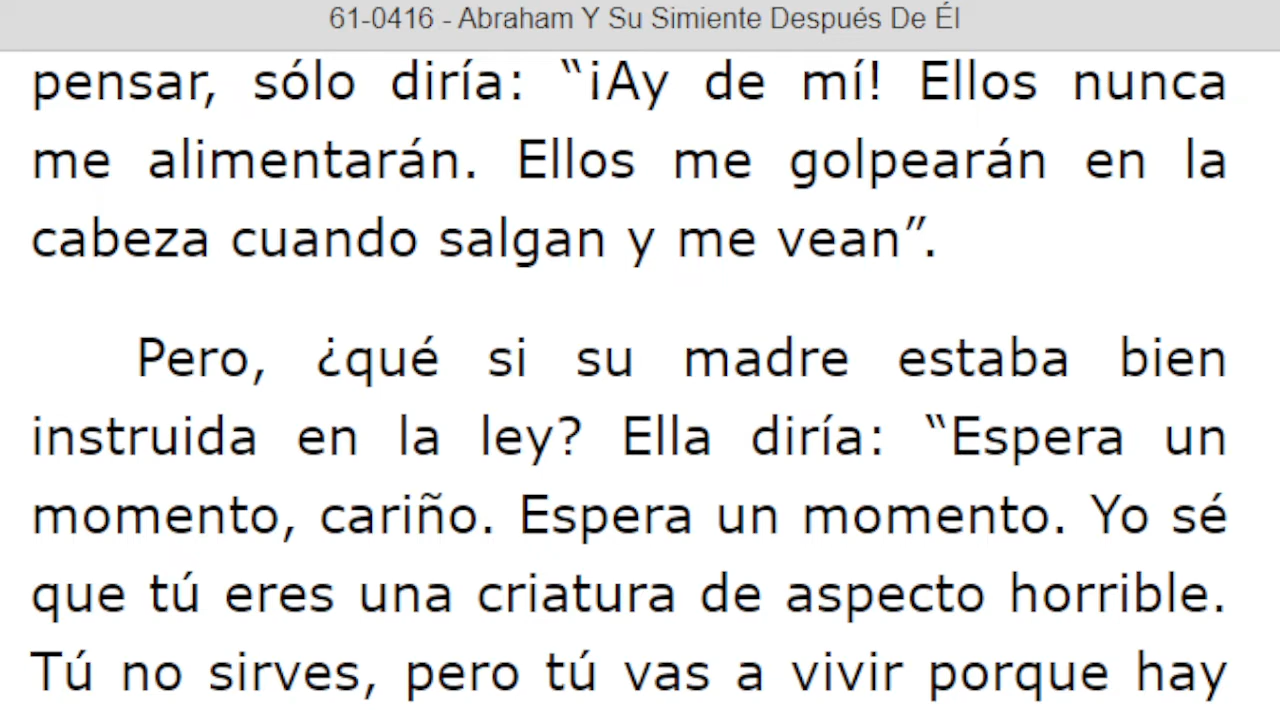 61-0416 - Abraham Y Su Simiente Después De Él
pensar, sólo diría: “¡Ay de mí! Ellos nunca
me alimentarán. Ellos me golpearán en la
cabeza cuando salgan y me vean”.
Pero, ¿qué si su madre estaba bien
instruida en la ley? Ella diría: “Espera un
momento, cariño. Espera un momento. Yo sé
que tú eres una criatura de aspecto horrible.
Tú no sirves, pero tú vas a vivir porque hay